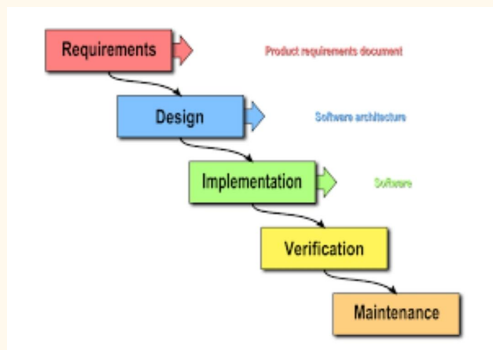 Requirements
Product requirements document
Design
Software architecture
Implementation
Software
Verification
Maintenance